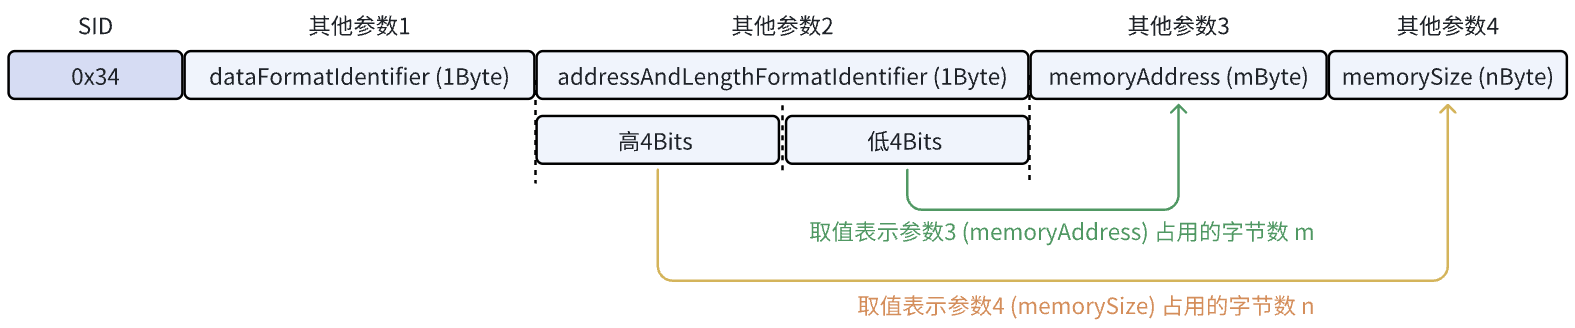 SID 其他参数1 其他参数2 其他参数3 其他参数4
0x34 dataFormatIdentifier (1Byte) addressAndLengthFormatIdentifier (1Byte) memoryAddress (mByte) memorySize (nByte)
高4Bits 低4Bits
取值表示参数3 (memoryAddress) 占用的字节数 m
取值表示参数4 (memorySize) 占用的字节数 n